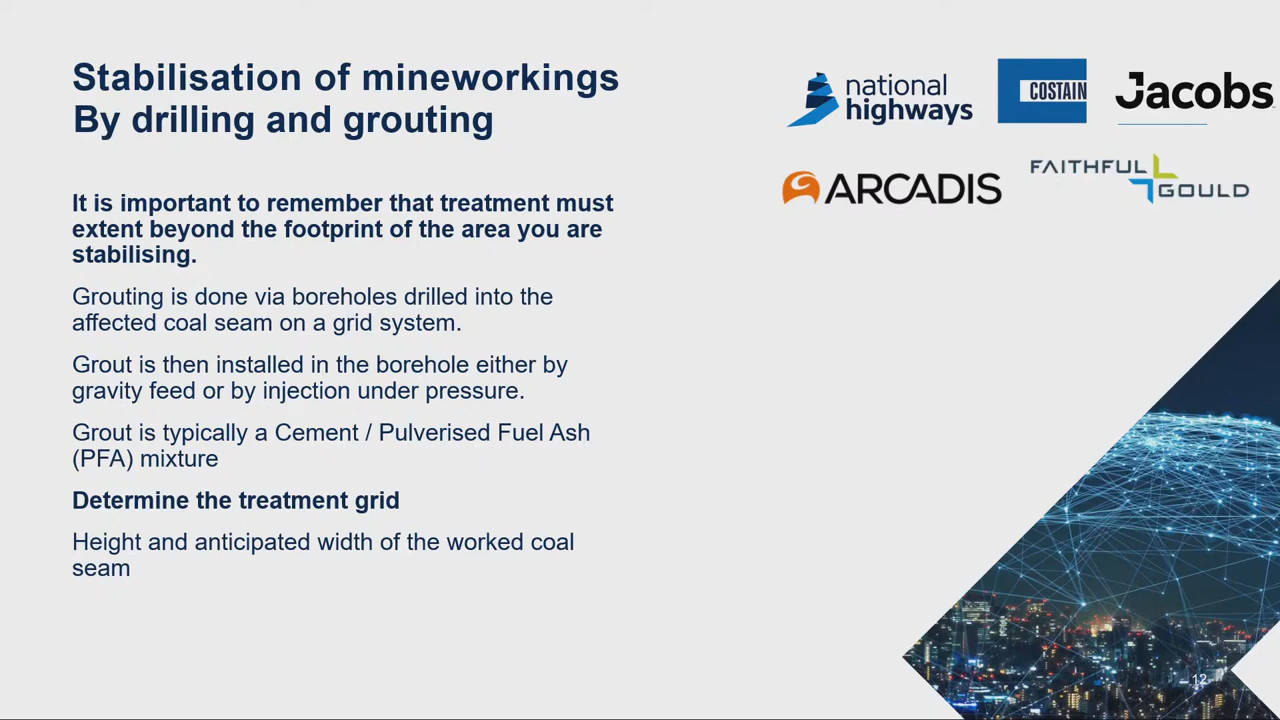 Stabilisation of mineworkings
By drilling and grouting
national
highways
COSTAIN
Jacobs
ARCADIS
FAITHFUL
GOULD
It is important to remember that treatment must
extent beyond the footprint of the area you are
stabilising.
Grouting is done via boreholes drilled into the
affected coal seam on a grid system.
Grout is then installed in the borehole either by
gravity feed or by injection under pressure.
Grout is typically a Cement / Pulverised Fuel Ash
(PFA) mixture
Determine the treatment grid
Height and anticipated width of the worked coal
seam
12